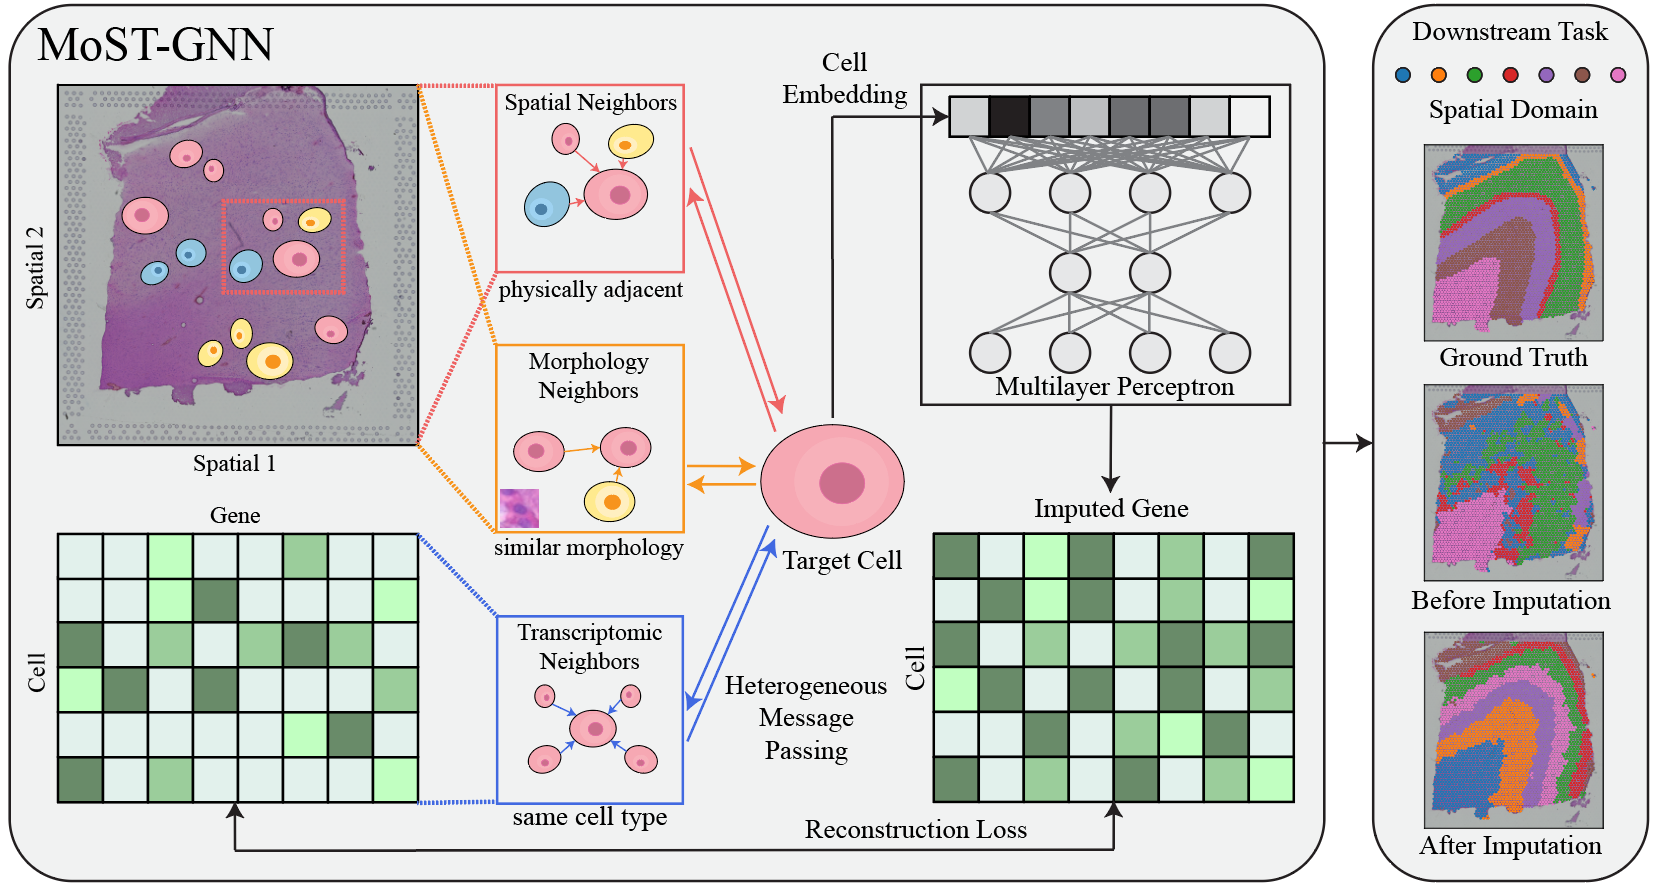 MoST-GNN
Spatial 2
Spatial 1
Gene
Cell
Spatial Neighbors
physically adjacent
Morphology
Neighbors
similar morphology
Transcriptomic
Neighbors
same cell type
Target Cell
Heterogeneous
Message
Passing
Cell
Embedding
Multilayer Perceptron
Imputed Gene
Cell
Reconstruction Loss
Downstream Task
Spatial Domain
Ground Truth
Before Imputation
After Imputation